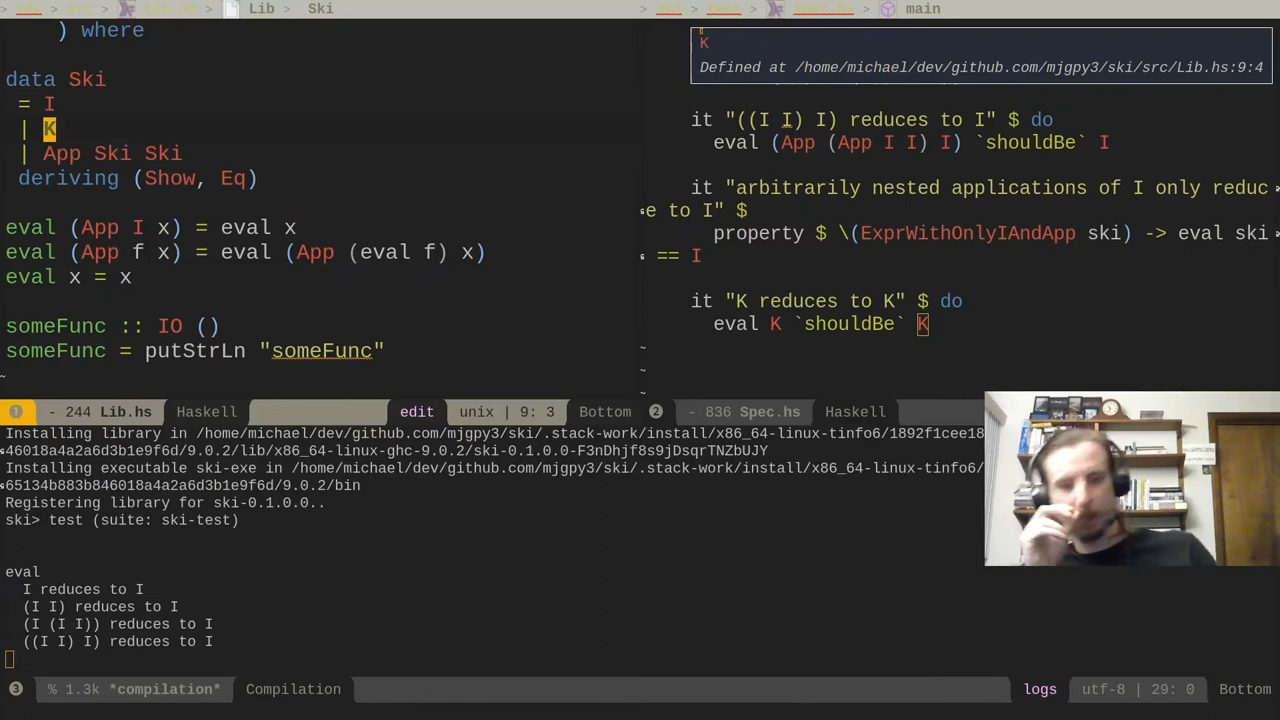 > > > Lib > Ski
) where
data Ski
= I
| K
| App Ski Ski
deriving (Show, Eq)
eval (App I x) = eval x
eval (App f x) = eval (App (eval f) x)
eval x = x
someFunc :: IO ()
someFunc = putStrLn "someFunc"
~
1 - 244 Lib.hs Haskell edit unix | 9: 3 Bottom
> > > main
K
Defined at /home/michael/dev/github.com/mjgpy3/ski/src/Lib.hs:9:4
it "((I I) I) reduces to I" $ do
eval (App (App I I) I) `shouldBe` I
it "arbitrarily nested applications of I only reduc
e to I" $
property $ \(ExprWithOnlyIAndApp ski) -> eval ski
== I
it "K reduces to K" $ do
eval K `shouldBe` K
~
~
~
2 - 836 Spec.hs Haskell
Installing library in /home/michael/dev/github.com/mjgpy3/ski/.stack-work/install/x86_64-linux-tinfo6/1892f1cee18
46018a4a2a6d3b1e9f6d/9.0.2/lib/x86_64-linux-ghc-9.0.2/ski-0.1.0.0-F3nDhjf8s9jDsqrTNZbUJY
Installing executable ski-exe in /home/michael/dev/github.com/mjgpy3/ski/.stack-work/install/x86_64-linux-tinfo6/
65134b883b846018a4a2a6d3b1e9f6d/9.0.2/bin
Registering library for ski-0.1.0.0..
ski> test (suite: ski-test)
eval
I reduces to I
(I I) reduces to I
(I (I I)) reduces to I
((I I) I) reduces to I
3 % 1.3k *compilation* Compilation logs utf-8 | 29: 0 Bottom